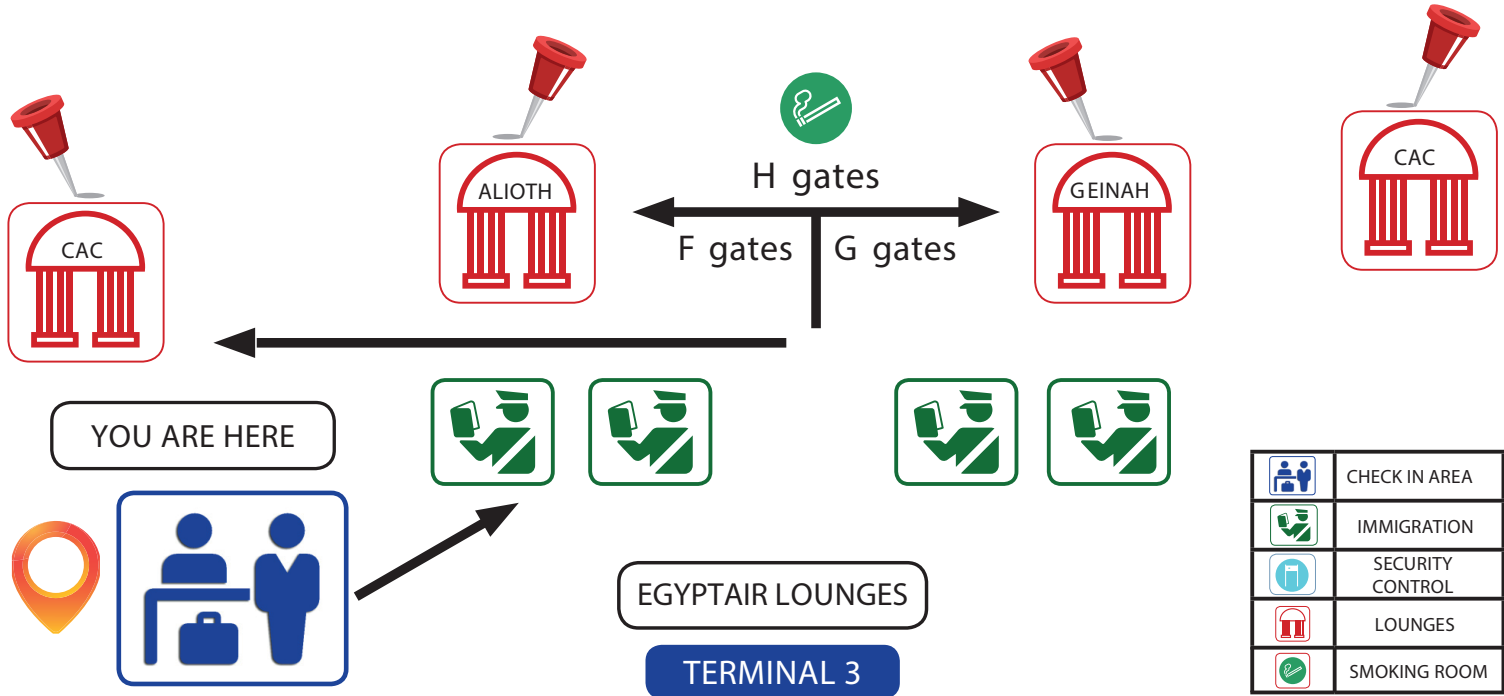 ALIOTH
H gates
GEINAH
CAC
CAC
F gates
G gates
YOU ARE HERE
CHECK IN AREA
IMMIGRATION
SECURITY
CONTROL
LOUNGES
SMOKING ROOM
EGYPTAIR LOUNGES
TERMINAL 3